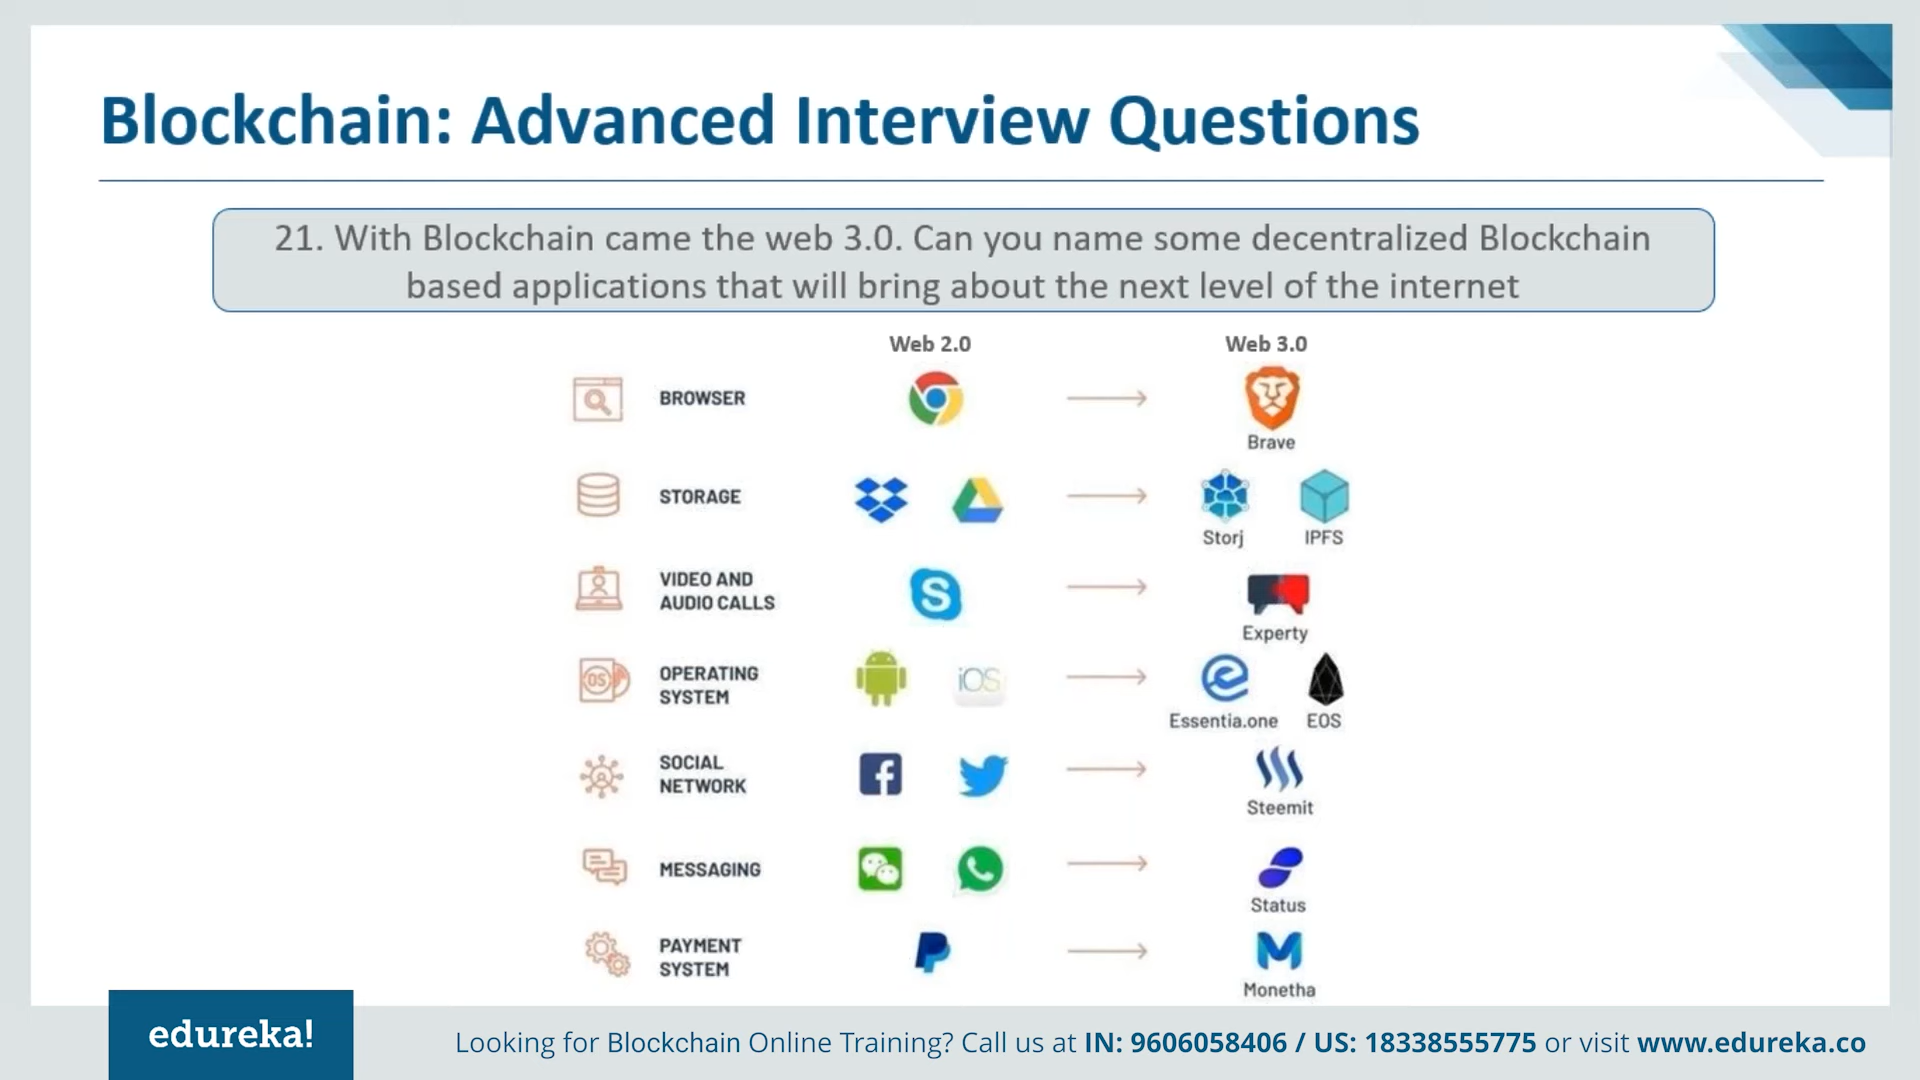 Blockchain: Advanced Interview Questions
21. With Blockchain came the web 3.0. Can you name some decentralized Blockchain
based applications that will bring about the next level of the internet
Web 2.0
Web 3.0
BROWSER
Brave
STORAGE
Storj
IPFS
VIDEO AND
AUDIO CALLS
S
Experty
OS
OPERATING
SYSTEM
iOS
Essentia.one
EOS
SOCIAL
NETWORK
f
Steemit
MESSAGING
Status
PAYMENT
SYSTEM
Monetha
edureka!
Looking for Blockchain Online Training? Call us at IN: 9606058406 / US: 18338555775 or visit www.edureka.co